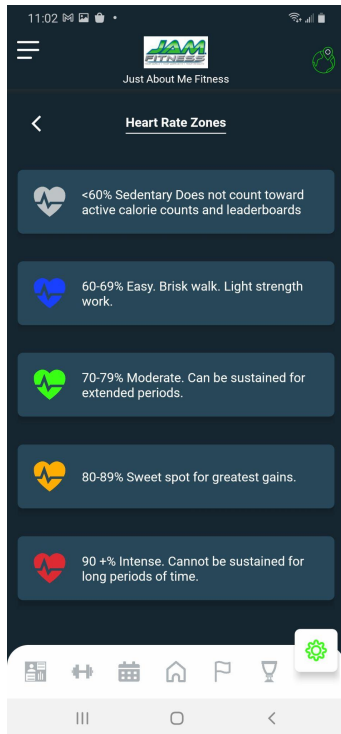 11:02
JAM
FITNESS
Just About Me Fitness
Heart Rate Zones
<60% Sedentary Does not count toward
active calorie counts and leaderboards
60-69% Easy. Brisk walk. Light strength
work.
70-79% Moderate. Can be sustained for
extended periods.
80-89% Sweet spot for greatest gains.
90 +% Intense. Cannot be sustained for
long periods of time.